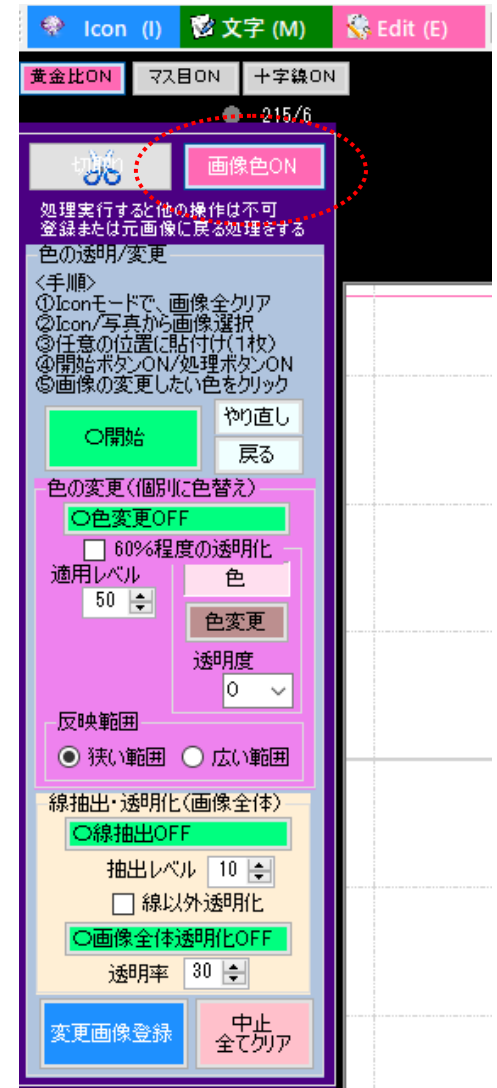 Icon (I) 文字 (M) Edit (E)
黄金比ON マス目ON 十字線ON
215/6
画像色ON
処理実行すると他の操作は不可
登録または元画像に戻る処理をする
色の透明/変更
<手順>
①Iconモードで、画像全クリア
②Icon/写真から画像選択
③任意の位置に貼付け(1枚)
④開始ボタンON/処理ボタンON
⑤画像の変更したい色をクリック
〇開始
やり直し
戻る
色の変更(個別に色替え)
〇色変更OFF
60%程度の透明化
適用レベル
色
50
色変更
透明度
0
反映範囲
狭い範囲 広い範囲
線抽出・透明化(画像全体)
〇線抽出OFF
抽出レベル 10
線以外透明化
〇画像全体透明化OFF
透明率 30
変更画像登録
中止
全てクリア